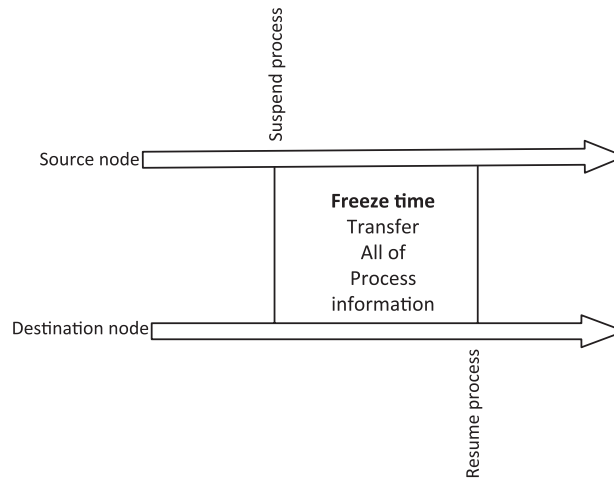 Suspend process
Source node
Freeze time
Transfer
All of
Process
information
Destination node
Resume process